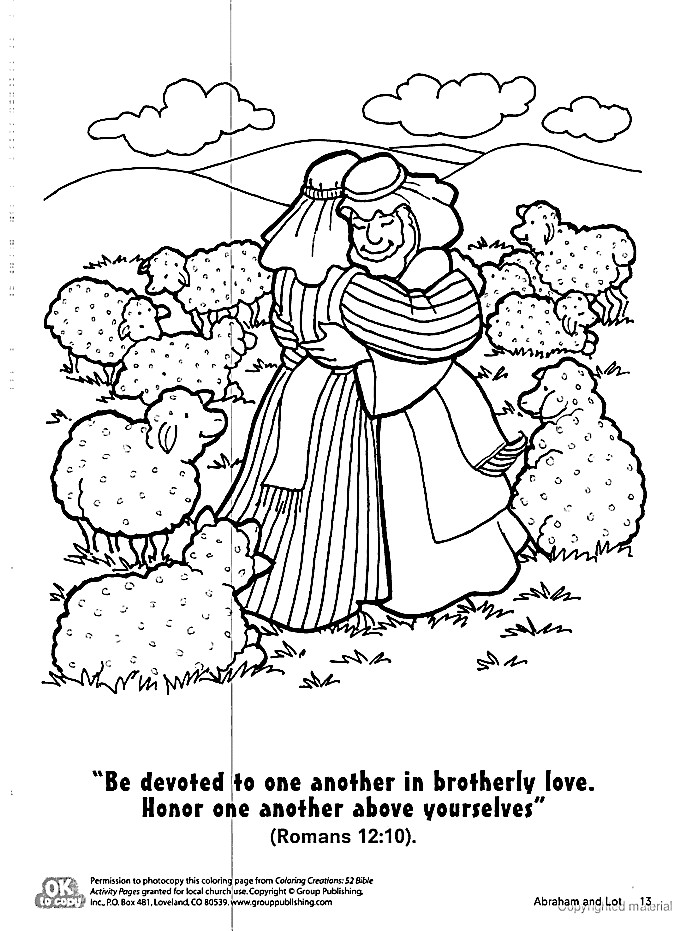 "Be devoted to one another in brotherly love.
Honor one another above yourselves"
(Romans 12:10).
OK
to copy
Permission to photocopy this coloring page from Coloring Creations: 52 Bible
Activity Pages granted for local church use. Copyright © Group Publishing,
Inc., P.O. Box 481, Loveland, CO 80539. www.grouppublishing.com
Abraham and Lot 13
Copyrighted material